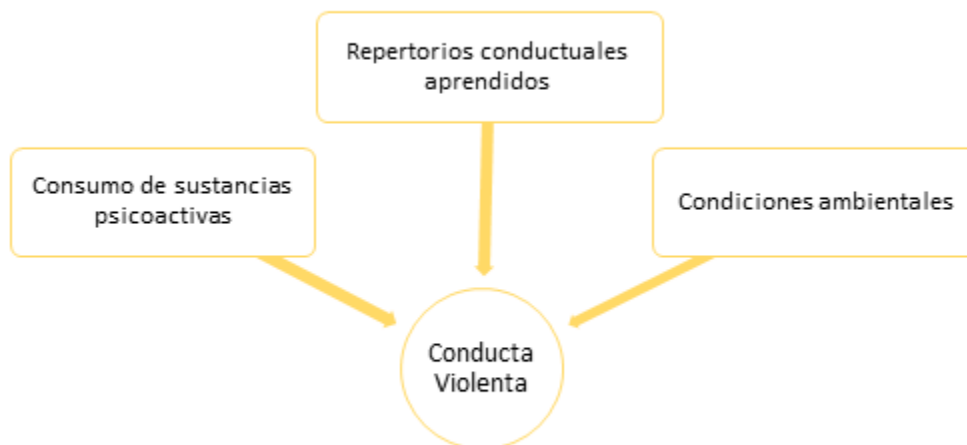 Repertorios conductuales
aprendidos
Consumo de sustancias
psicoactivas
Condiciones ambientales
Conducta
Violenta